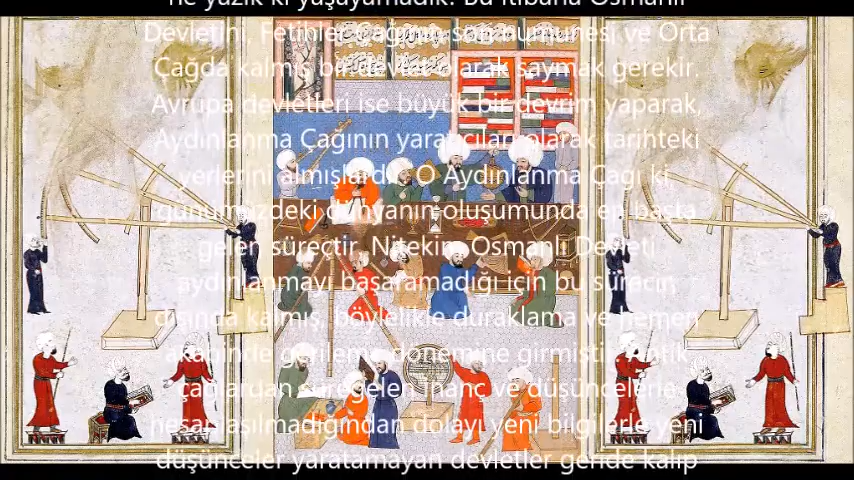 ne yazık ki yaşayamadık. Bu itibarla Osmanlı
Devletini, Fetihler Çağının son numunesi ve Orta
Çağda kalmış bir devlet olarak saymak gerekir.
Avrupa devletleri ise büyük bir devrim yaparak,
Aydınlanma Çağının yaratıcıları olarak tarihteki
yerlerini almışlardır. O Aydınlanma Çağı ki,
günümüzdeki dünyanın oluşumunda en başta
gelen süreçtir. Nitekim Osmanlı Devleti
aydınlanmayı başaramadığı için bu süracin
dışında kalmış, böylelikle duraklama ve hemen
akabinde gerileme dönemine girmiştir. Antik
çağlardan süregelen inanç ve düşüncelerle
hesaplaşılmadığından dolayı yeni bilgilerle yeni
düşünceler yaratamayan devletler geride kalıp